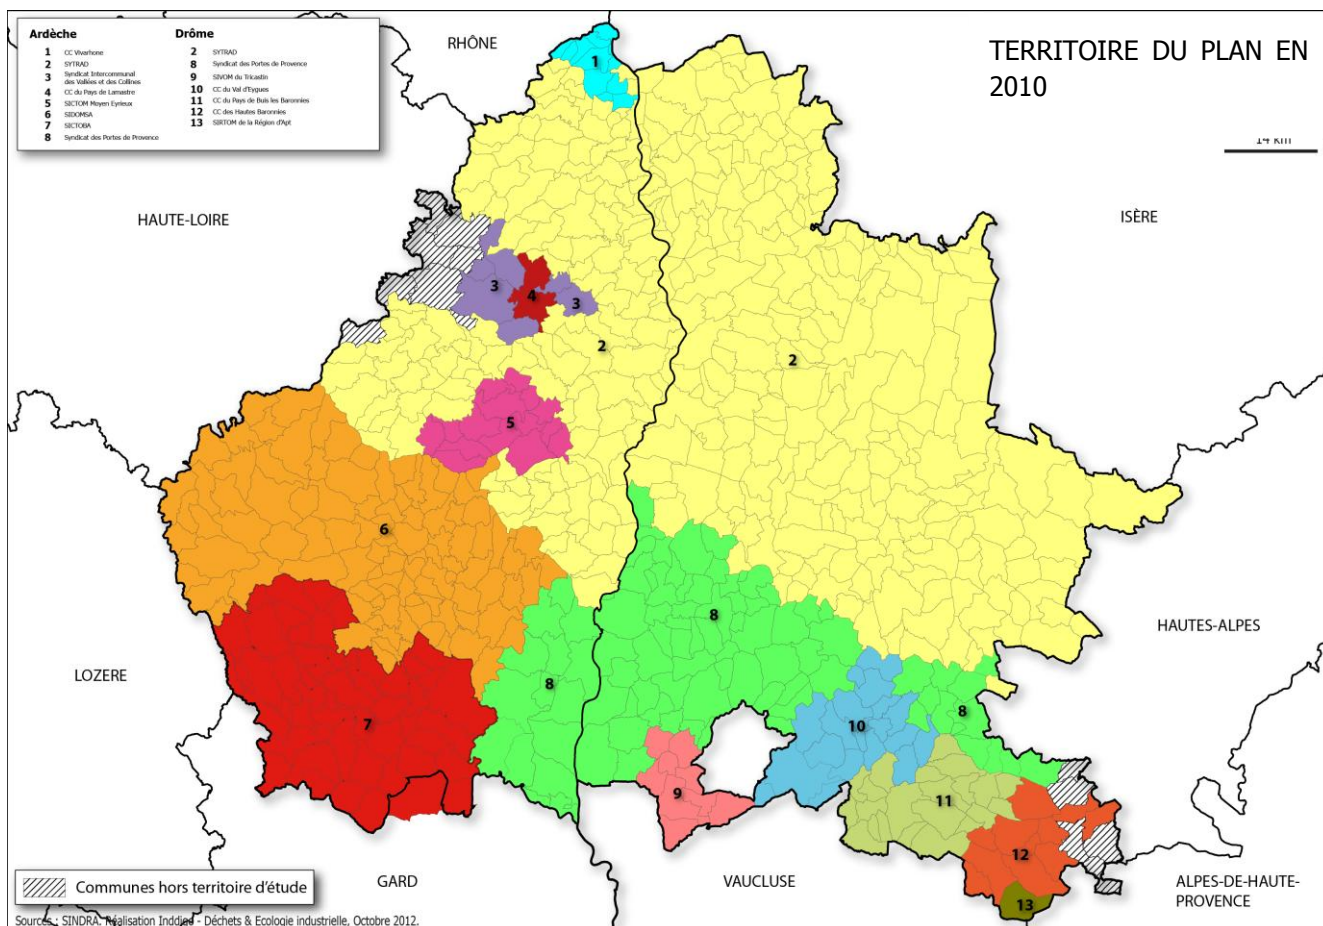 Ardèche
1 CC Vivarhone
2 SYTRAD
3 Syndicat Intercommunal
des Vallées et des Collines
4 CC du Pays de Lamastre
5 SICTOM Moyen Eyrieux
6 SIDOMSA
7 SICTOBA
8 Syndicat des Portes de Provence
Drôme
2 SYTRAD
8 Syndicat des Portes de Provence
9 SIVOM du Tricastin
10 CC du Val d'Eygues
11 CC du Pays de Buis les Baronnies
12 CC des Hautes Baronnies
13 SIRTOM de la Région d'Apt
TERRITOIRE DU PLAN EN
2010
14 km
RHÔNE
1
HAUTE-LOIRE
ISÈRE
3
4
3
2
2
5
6
8
HAUTES-ALPES
LOZERE
8
7
10
8
9
11
12
13
GARD
VAUCLUSE
ALPES-DE-HAUTE-
PROVENCE
Communes hors territoire d'étude
Sources : SINDRA. Réalisation Inddigo - Déchets & Ecologie industrielle, Octobre 2012.